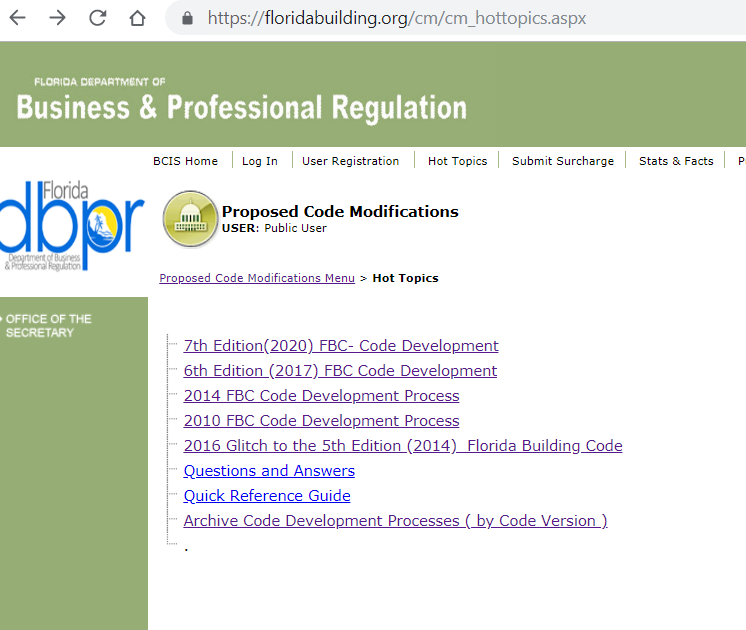 https://floridabuilding.org/cm/cm_hottopics.aspx
FLORIDA DEPARTMENT OF
Business & Professional Regulation
BCIS Home
Log In
User Registration
Hot Topics
Submit Surcharge
Stats & Facts
Florida
dbpr
Department of Business
& Professional Regulation
Proposed Code Modifications
USER: Public User
Proposed Code Modifications Menu > Hot Topics
OFFICE OF THE
SECRETARY
7th Edition(2020) FBC- Code Development
6th Edition (2017) FBC Code Development
2014 FBC Code Development Process
2010 FBC Code Development Process
2016 Glitch to the 5th Edition (2014) Florida Building Code
Questions and Answers
Quick Reference Guide
Archive Code Development Processes ( by Code Version )
.